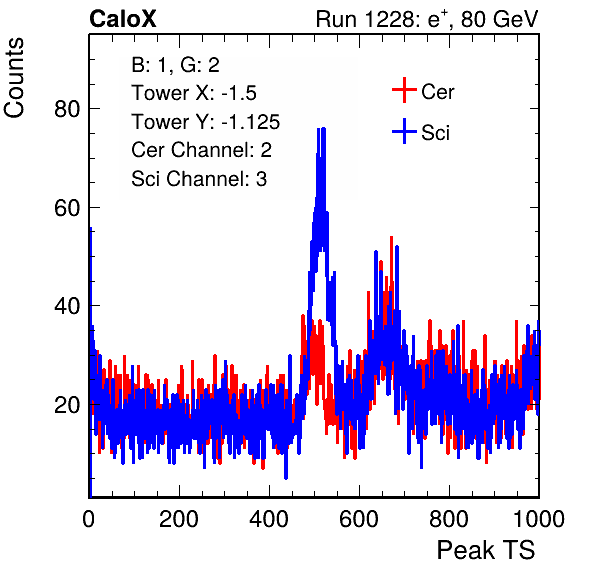 CaloX Run 1228: e⁺, 80 GeV
Counts
B: 1, G: 2
Tower X: -1.5
Tower Y: -1.125
Cer Channel: 2
Sci Channel: 3
Cer
Sci
80
60
40
20
0 200 400 600 800 1000
Peak TS